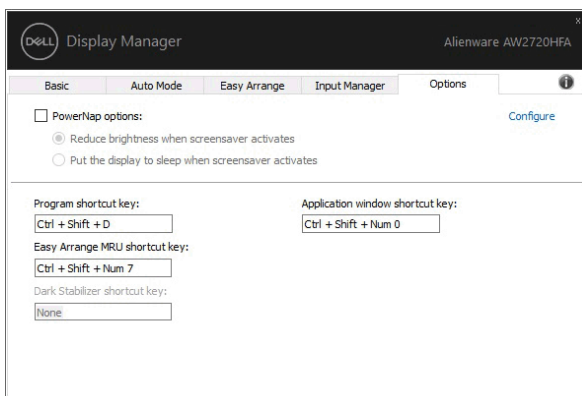 DELL Display Manager
Alienware AW2720HFA
x
Basic
Auto Mode
Easy Arrange
Input Manager
Options
i
PowerNap options:
Configure
Reduce brightness when screensaver activates
Put the display to sleep when screensaver activates
Program shortcut key:
Application window shortcut key:
Ctrl + Shift + D
Ctrl + Shift + Num 0
Easy Arrange MRU shortcut key:
Ctrl + Shift + Num 7
Dark Stabilizer shortcut key:
None